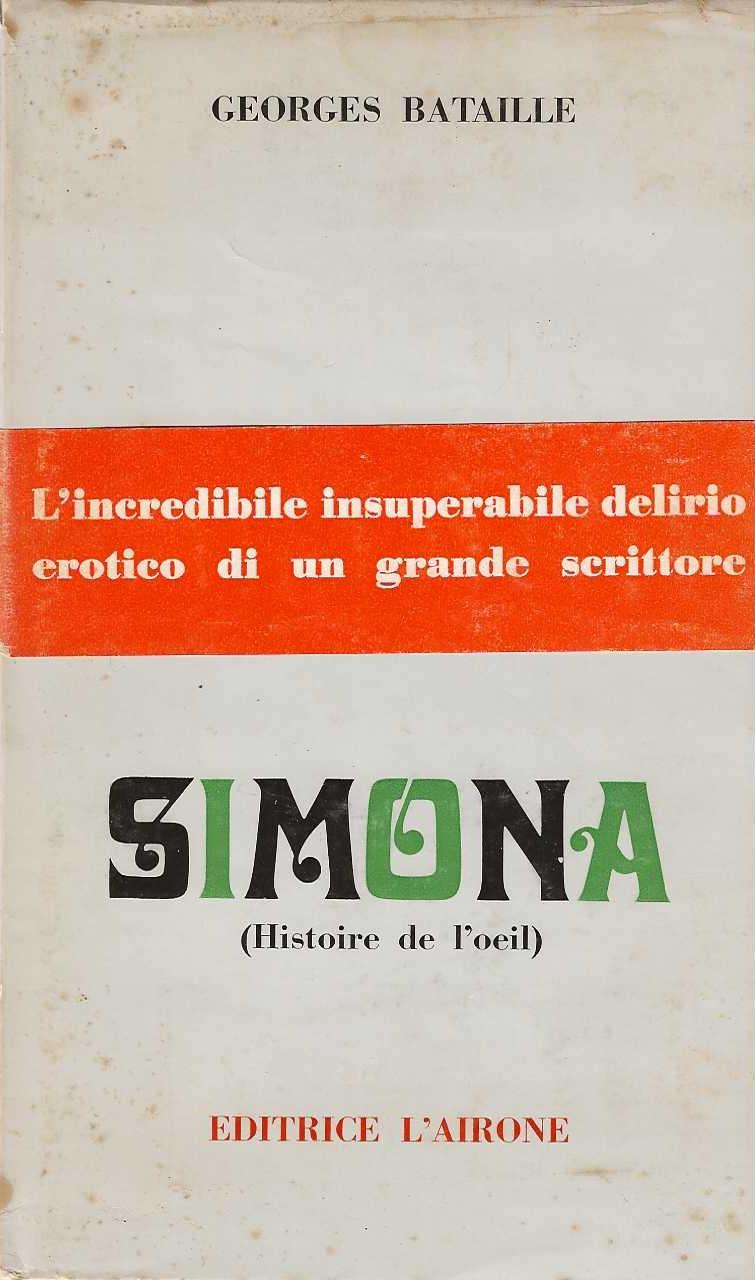 GEORGES BATAILLE
L'incredibile insuperabile delirio
erotico di un grande scrittore
SIMONA
(Histoire de l'oeil)
EDITRICE L'AIRONE